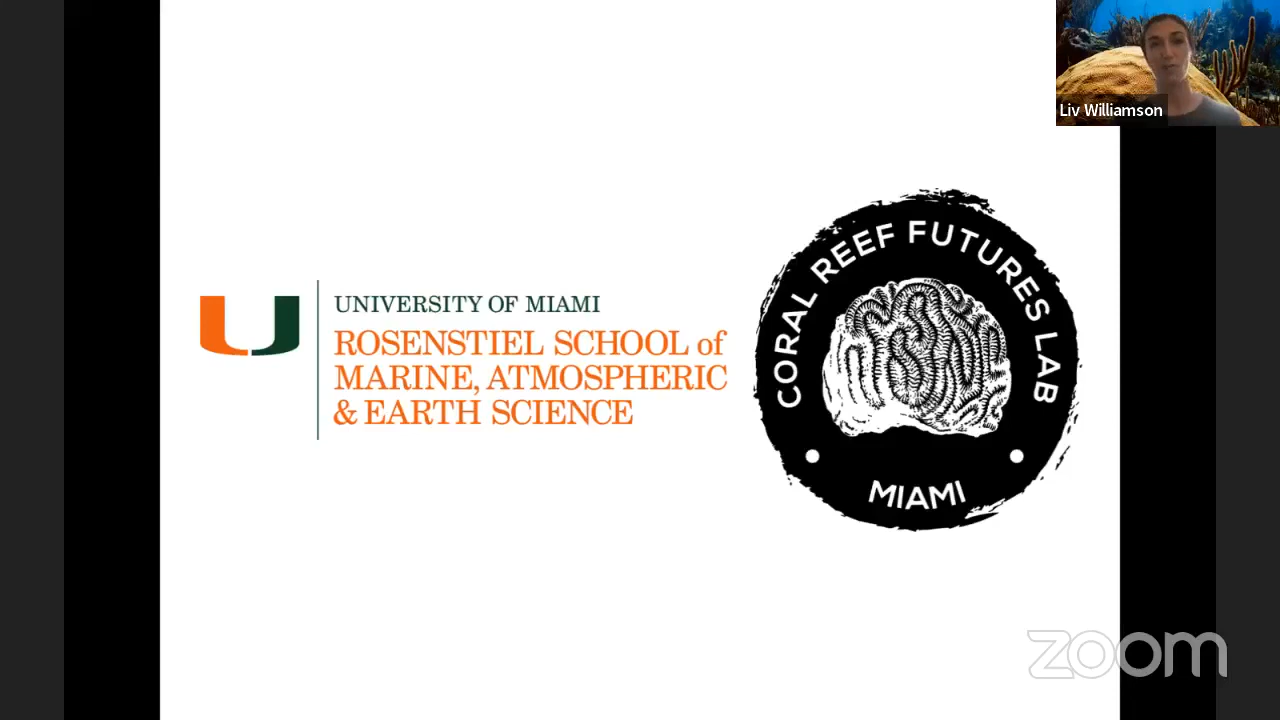 Liv Williamson
UNIVERSITY OF MIAMI
ROSENSTIEL SCHOOL of
MARINE, ATMOSPHERIC
& EARTH SCIENCE
CORAL REEF FUTURES LAB
MIAMI
zoom